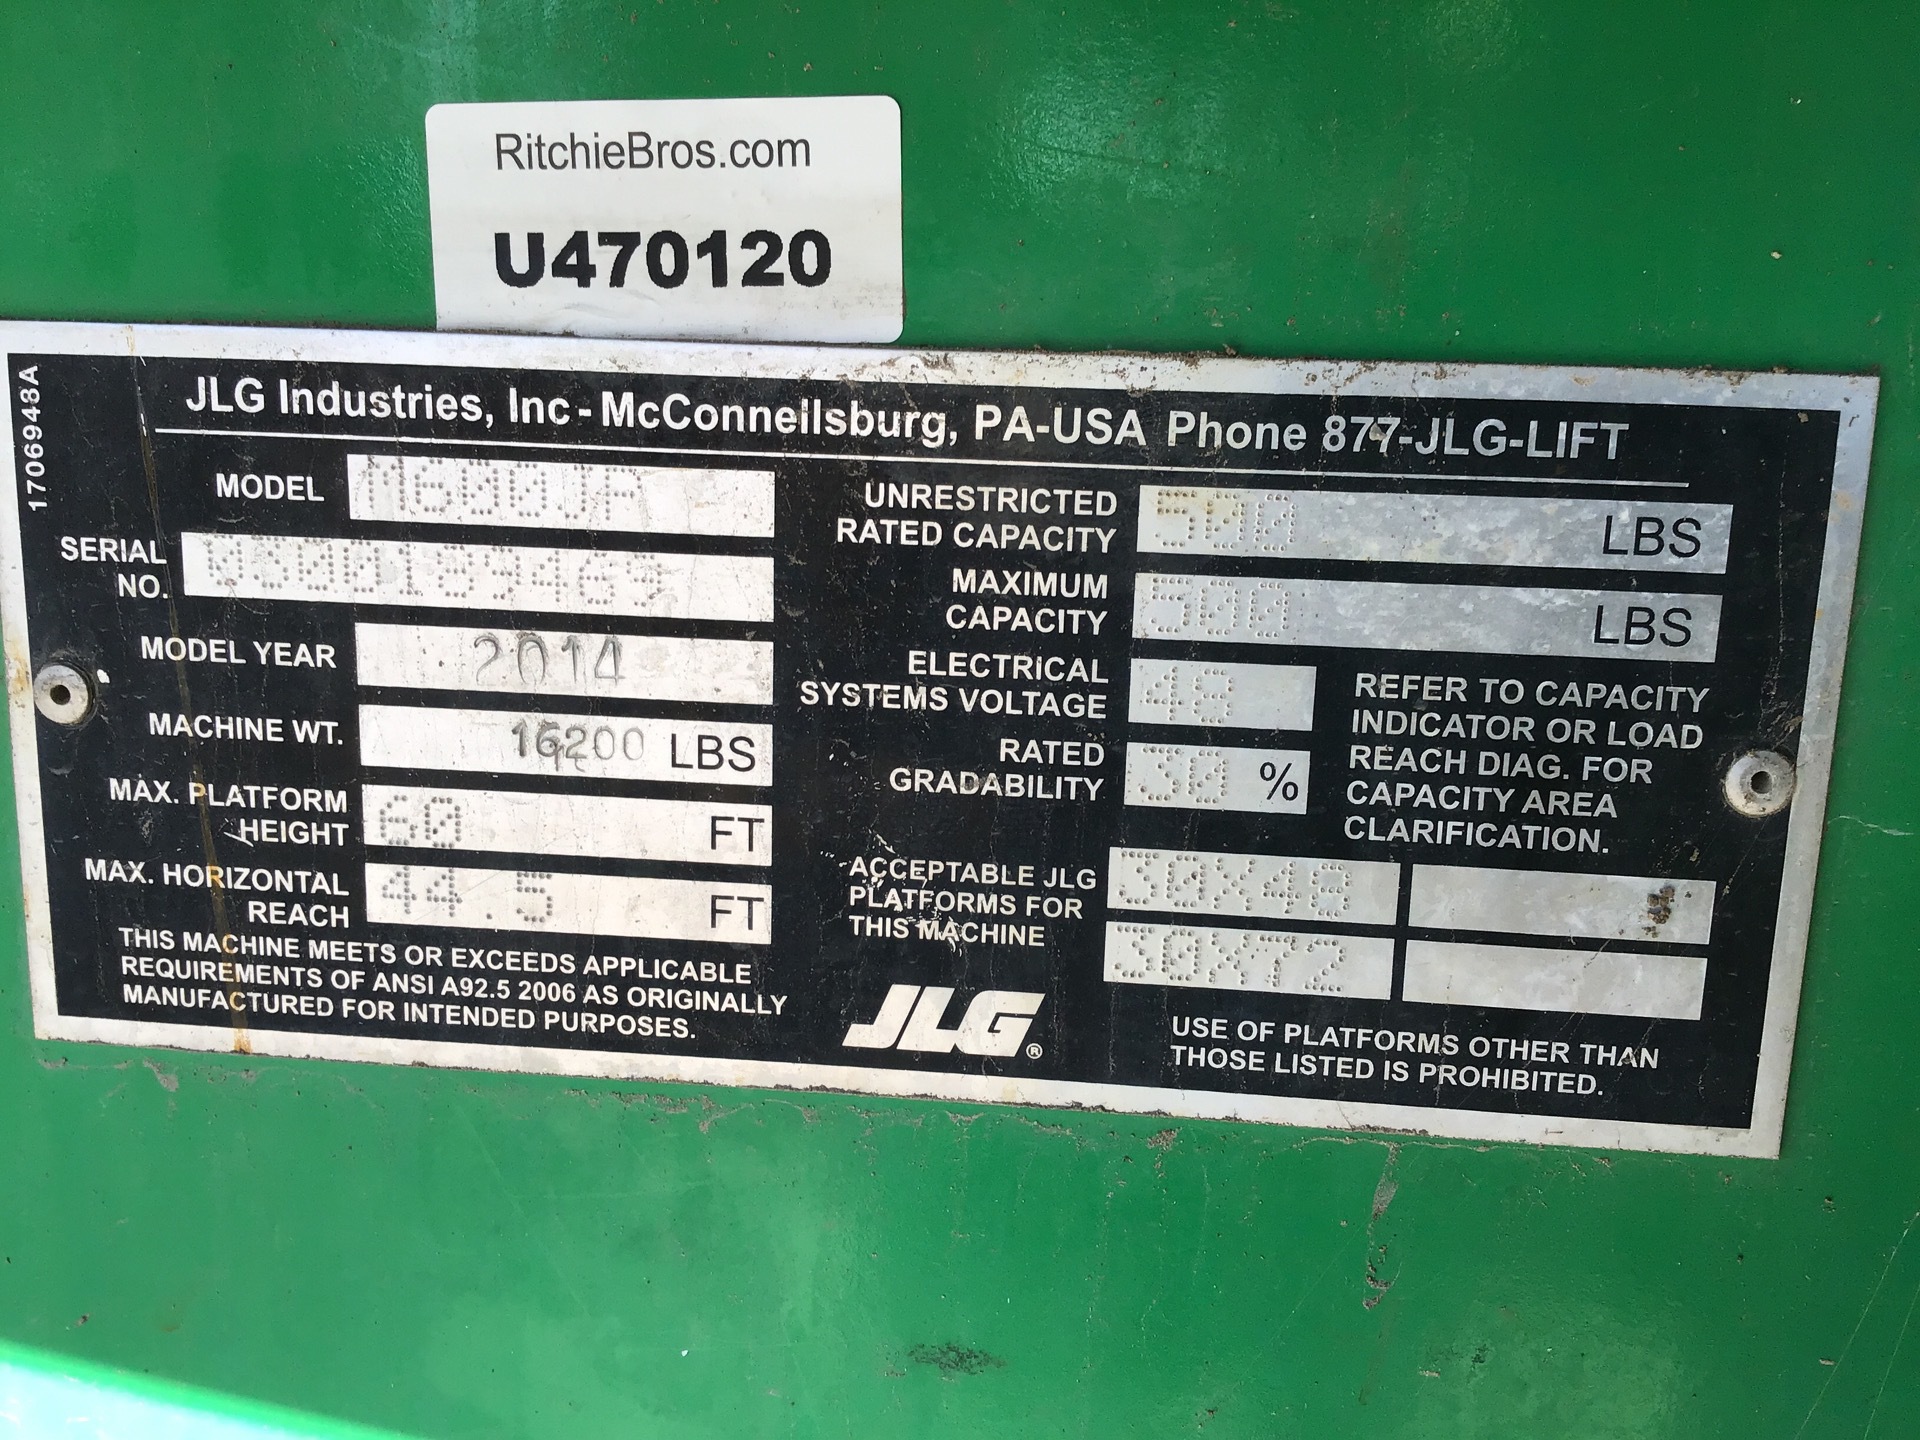 RitchieBros.com
U470120
1706948A
JLG Industries, Inc - McConnellsburg, PA-USA Phone 877-JLG-LIFT
MODEL M600JP
SERIAL NO.
MODEL YEAR 2014
MACHINE WT. 16200 LBS
MAX. PLATFORM HEIGHT 60 FT
MAX. HORIZONTAL REACH 44.5 FT
THIS MACHINE MEETS OR EXCEEDS APPLICABLE
REQUIREMENTS OF ANSI A92.5 2006 AS ORIGINALLY
MANUFACTURED FOR INTENDED PURPOSES.
UNRESTRICTED RATED CAPACITY 500 LBS
MAXIMUM CAPACITY 500 LBS
ELECTRICAL SYSTEMS VOLTAGE 48
RATED GRADABILITY 30 %
REFER TO CAPACITY
INDICATOR OR LOAD
REACH DIAG. FOR
CAPACITY AREA
CLARIFICATION.
ACCEPTABLE JLG
PLATFORMS FOR
THIS MACHINE
30X48
30X72
JLG®
USE OF PLATFORMS OTHER THAN
THOSE LISTED IS PROHIBITED.